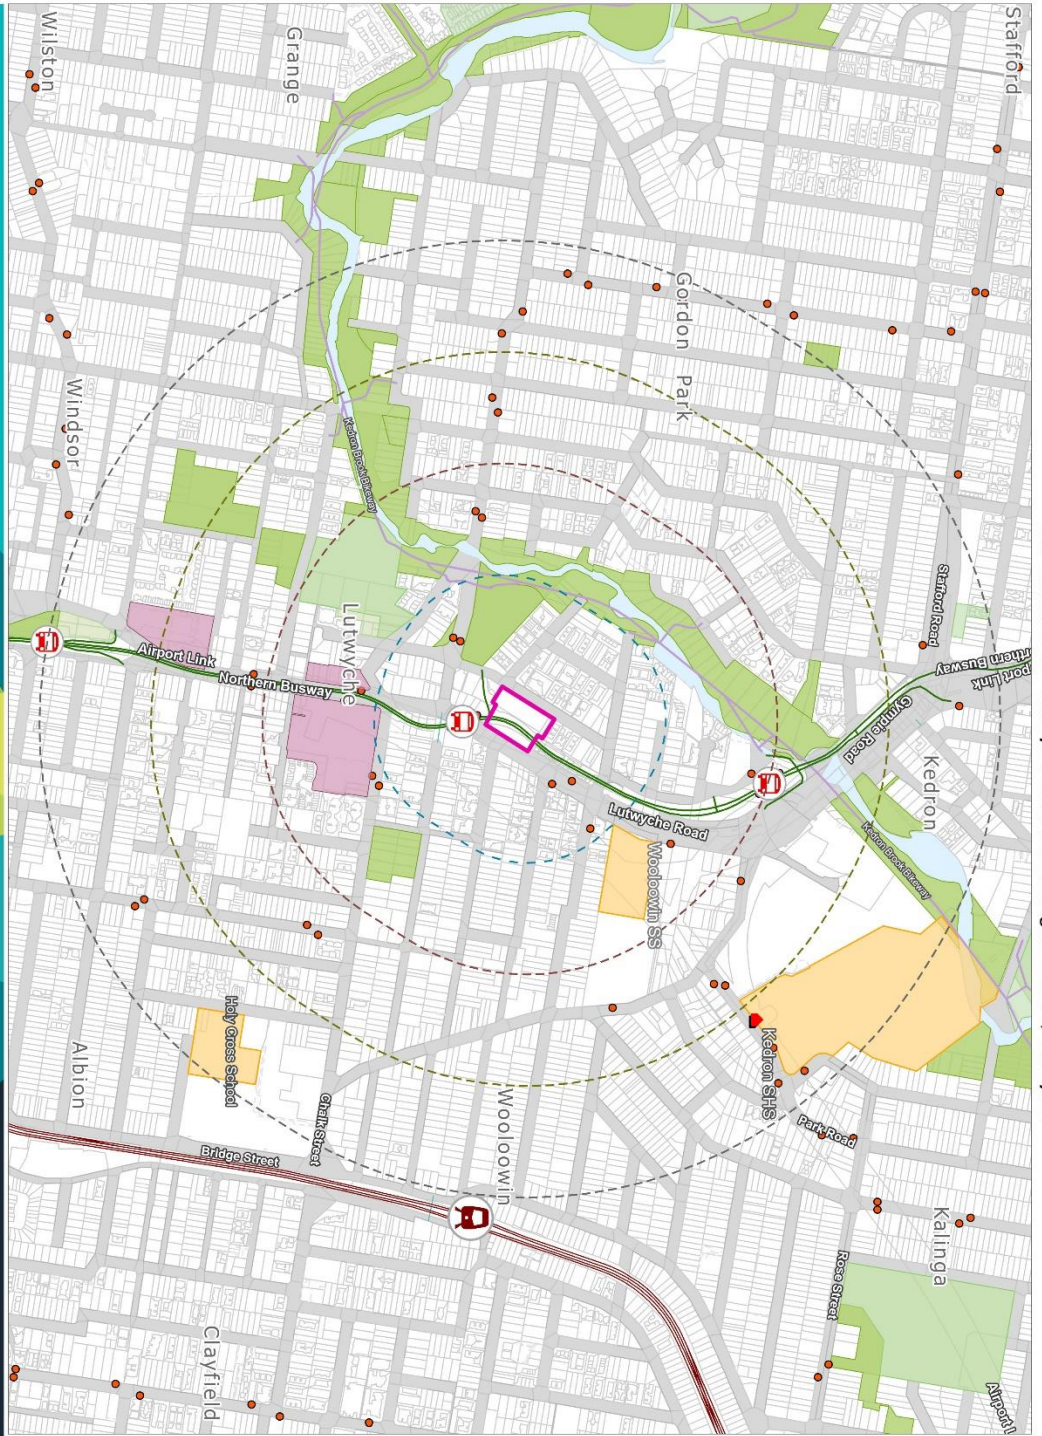 Stafford
Grange
Wilston
Gordon Park
Windsor
Kedron Brook Bikeway
Stafford Road
Lutwyche
Airport Link
Northern Busway
rthern Busway
port Link
Gympie Road
Kedron
Lutwyche Road
Kedron Brook Bikeway
Wooloowin SS
Holy Cross School
Kedron SHS
Albion
Chalk Street
Wooloowin
Park Road
Bridge Street
Kalinga
Rose Street
Clayfield
Airport L